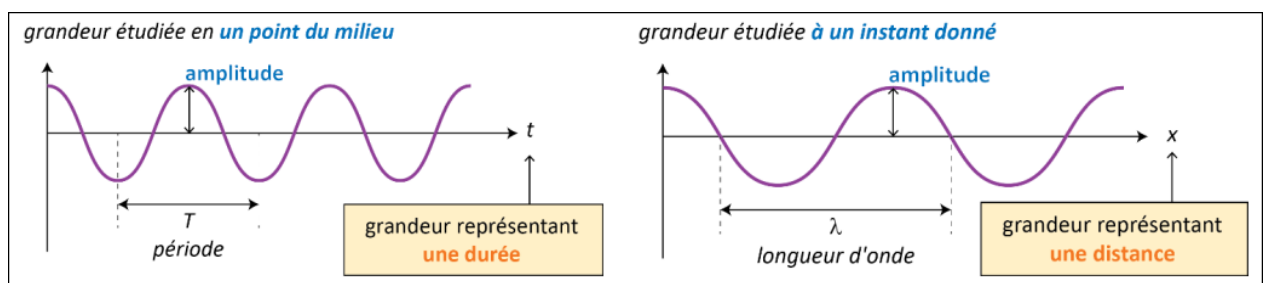 grandeur étudiée en un point du milieu
amplitude
t
T
période
grandeur représentant
une durée
grandeur étudiée à un instant donné
amplitude
x
λ
longueur d'onde
grandeur représentant
une distance